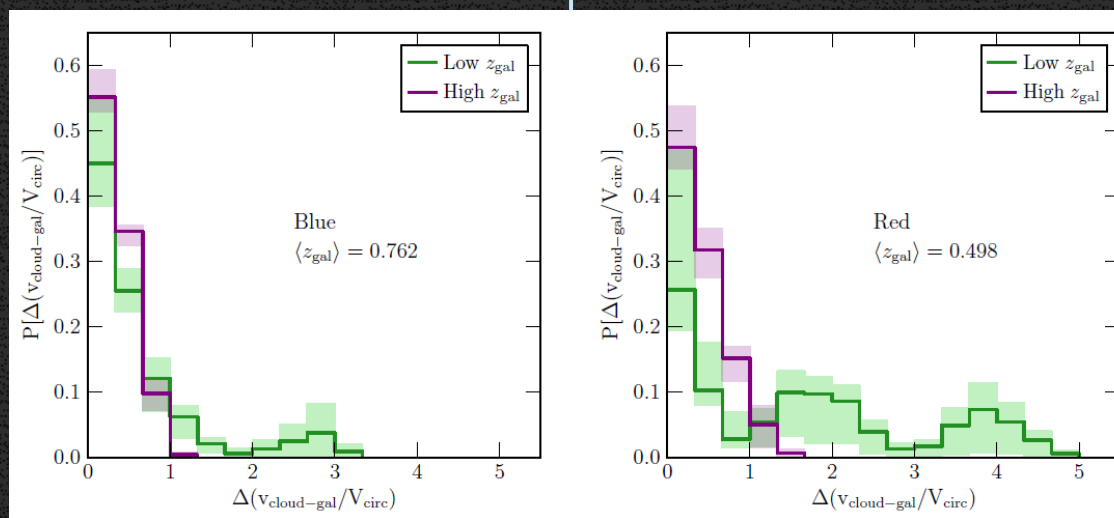 0.6
0.5
0.4
0.3
0.2
0.1
0.0
P[Δ(v_cloud−gal/V_circ)]
Low z_gal
High z_gal
Blue
⟨z_gal⟩ = 0.762
0 1 2 3 4 5
Δ(v_cloud−gal/V_circ)
0.6
0.5
0.4
0.3
0.2
0.1
0.0
P[Δ(v_cloud−gal/V_circ)]
Low z_gal
High z_gal
Red
⟨z_gal⟩ = 0.498
0 1 2 3 4 5
Δ(v_cloud−gal/V_circ)